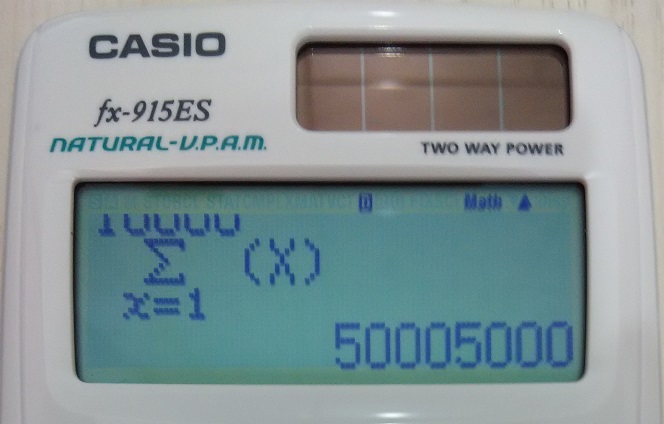 CASIO
fx-915ES
NATURAL-V.P.A.M.
TWO WAY POWER
D Math ▲
10000
∑ (X)
x=1
50005000